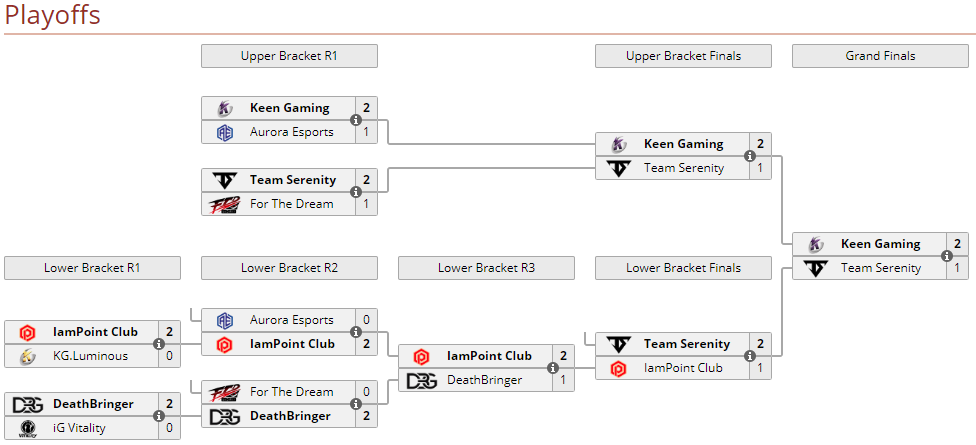 Playoffs
Upper Bracket R1
Upper Bracket Finals
Grand Finals
Keen Gaming 2
Aurora Esports 1
Team Serenity 2
For The Dream 1
Keen Gaming 2
Team Serenity 1
Keen Gaming 2
Team Serenity 1
Lower Bracket R1
Lower Bracket R2
Lower Bracket R3
Lower Bracket Finals
IamPoint Club 2
KG.Luminous 0
DeathBringer 2
iG Vitality 0
Aurora Esports 0
IamPoint Club 2
For The Dream 0
DeathBringer 2
IamPoint Club 2
DeathBringer 1
Team Serenity 2
IamPoint Club 1